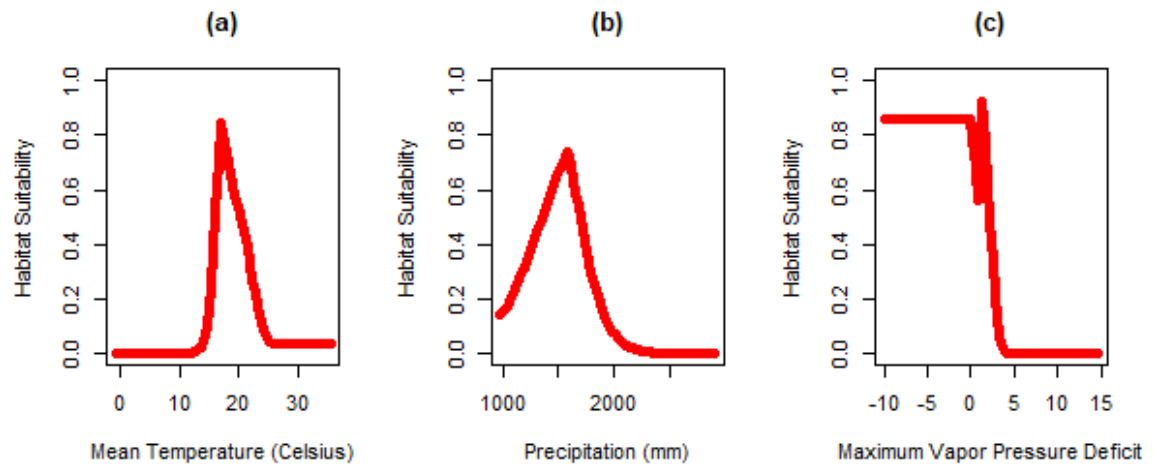 (a)
Habitat Suitability
1.0
0.8
0.6
0.4
0.2
0.0
0 10 20 30
Mean Temperature (Celsius)
(b)
Habitat Suitability
1.0
0.8
0.6
0.4
0.2
0.0
1000 2000
Precipitation (mm)
(c)
Habitat Suitability
1.0
0.8
0.6
0.4
0.2
0.0
-10 -5 0 5 10 15
Maximum Vapor Pressure Deficit